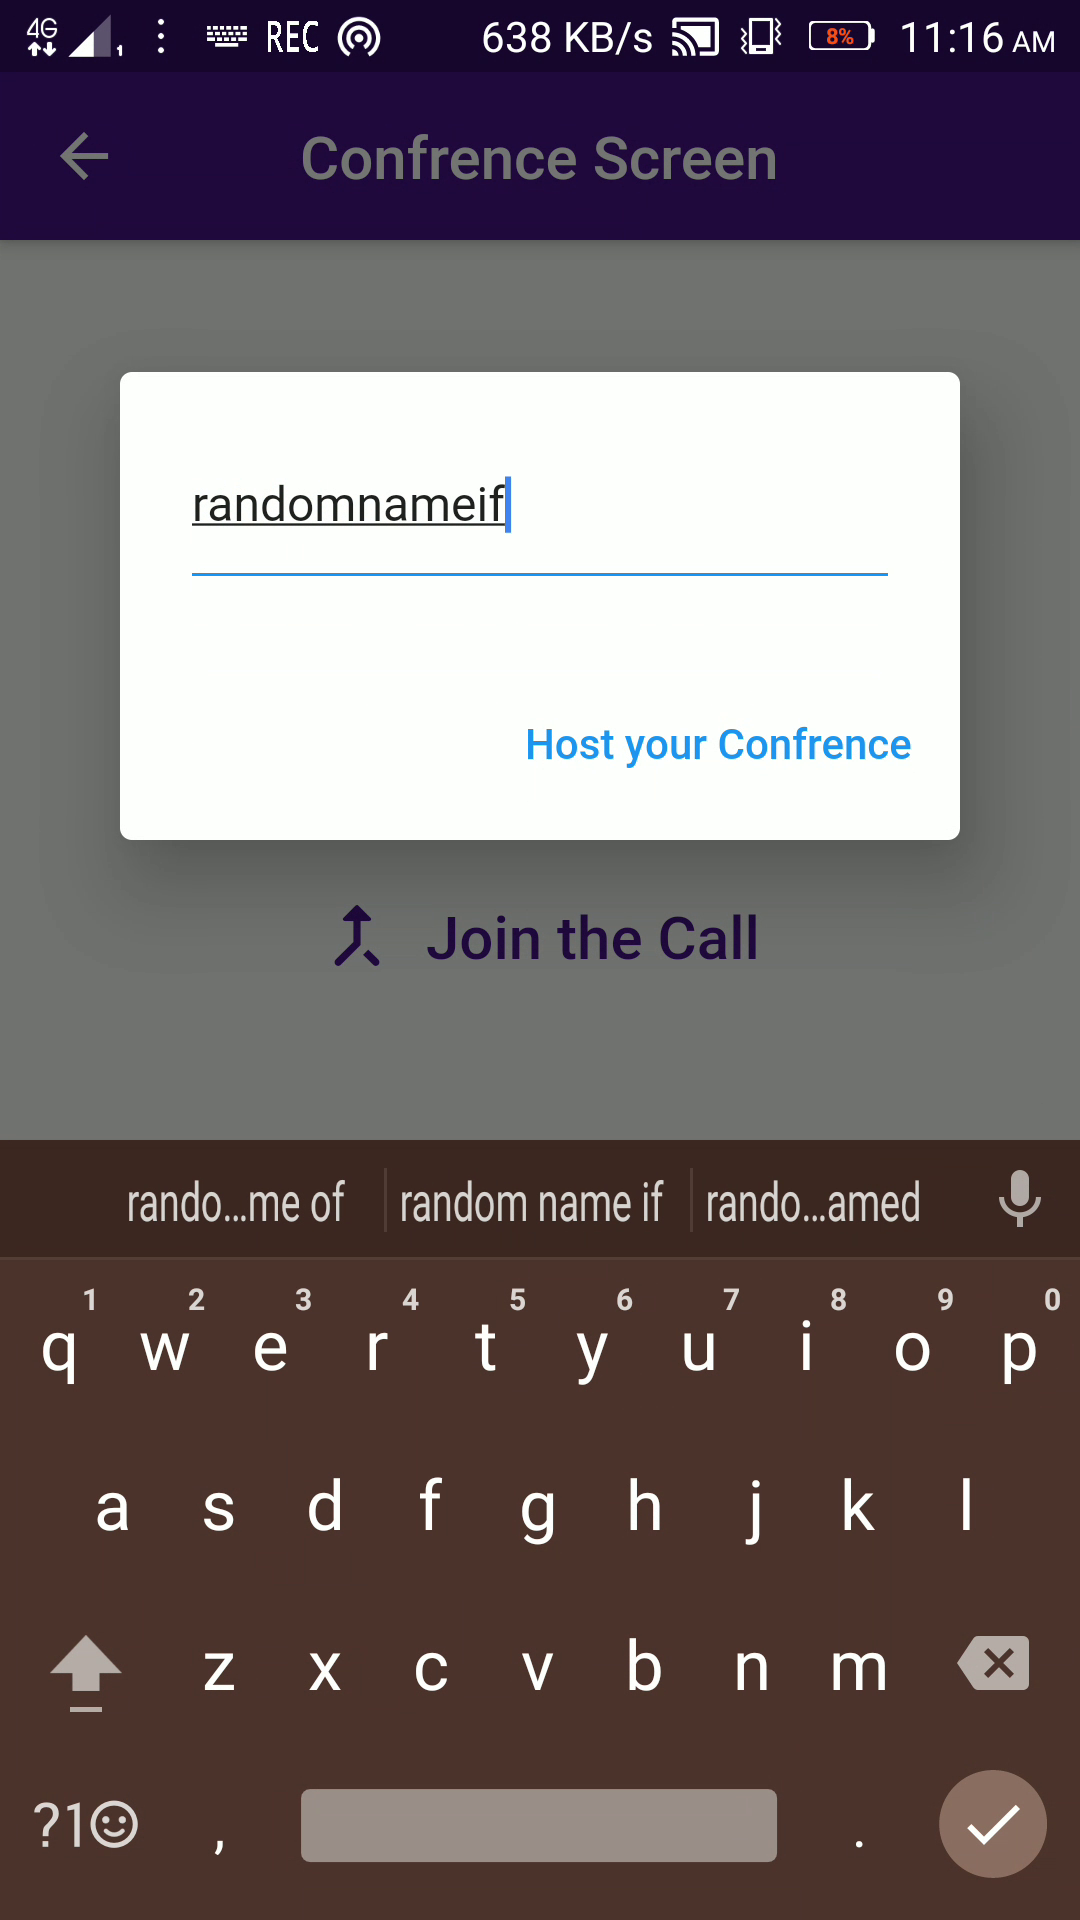 4G 1 REC 638 KB/s 8% 11:16 AM
Confrence Screen
randomnameif
Host your Confrence
Join the Call
rando...me of random name if rando...amed
1 2 3 4 5 6 7 8 9 0
q w e r t y u i o p
a s d f g h j k l
z x c v b n m
?1☺ , .